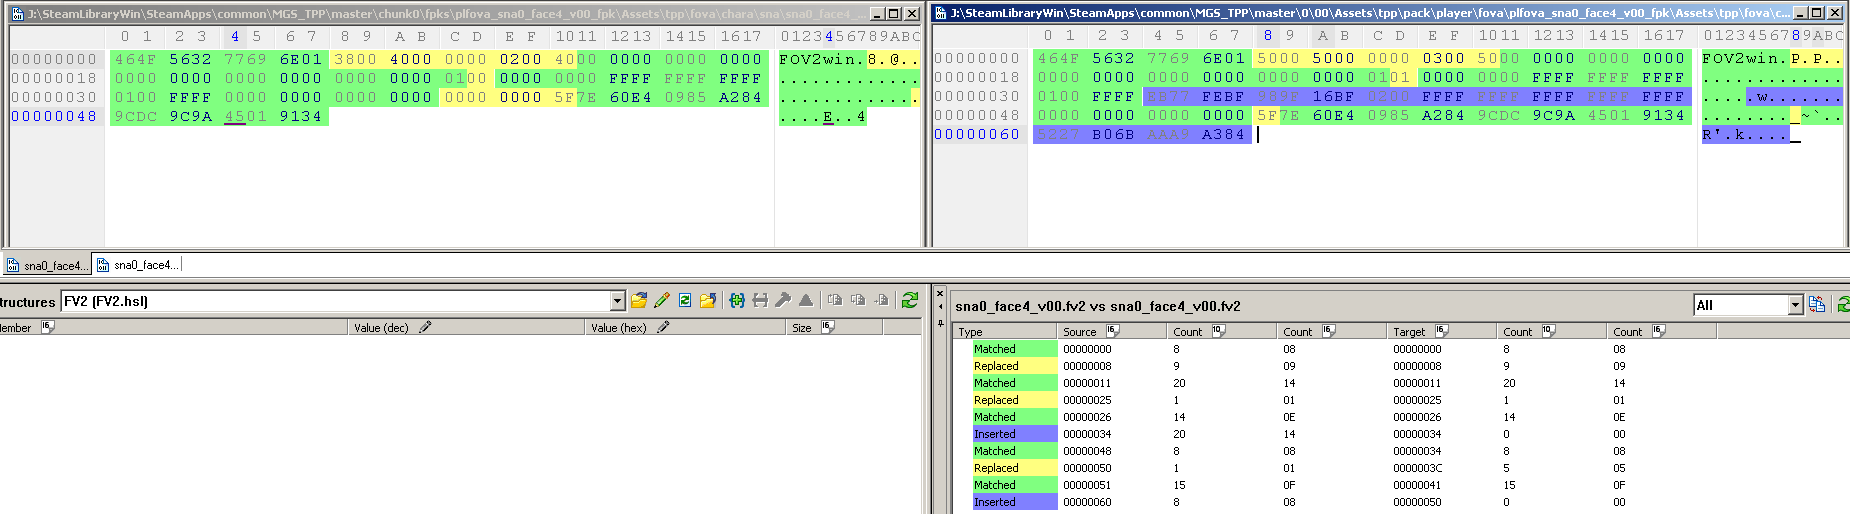 J:\SteamLibraryWin\SteamApps\common\MGS_TPP\master\chunk0\fpks\plfova_sna0_face4_v00_fpk\Assets\tpp\fova\chara\sna\sna0_face4_...
0 1 2 3 4 5 6 7 8 9 A B C D E F 1011 1213 1415 1617 0123456789ABC
00000000 464F 5632 7769 6E01 3800 4000 0000 0200 4000 0000 0000 0000 FOV2win.8.@..
00000018 0000 0000 0000 0000 0000 0000 0100 0000 0000 FFFF FFFF FFFF .............
00000030 0100 FFFF 0000 0000 0000 0000 0000 0000 5F7E 60E4 0985 A284 .............
00000048 9CDC 9C9A 4501 9134 ....E..4
J:\SteamLibraryWin\SteamApps\common\MGS_TPP\master\0\00\Assets\tpp\pack\player\fova\plfova_sna0_face4_v00_fpk\Assets\tpp\fova\c...
0 1 2 3 4 5 6 7 8 9 A B C D E F 1011 1213 1415 1617 0123456789ABC
00000000 464F 5632 7769 6E01 5000 5000 0000 0300 5000 0000 0000 0000 FOV2win.P.P..
00000018 0000 0000 0000 0000 0000 0000 0101 0000 0000 FFFF FFFF FFFF .............
00000030 0100 FFFF EB77 FEBF 969F 16BF 0200 FFFF FFFF FFFF FFFF FFFF .....w.......
00000048 0000 0000 0000 0000 5F7E 60E4 0985 A284 9CDC 9C9A 4501 9134 ........_~`..
00000060 5227 B06B AAA9 A384 R'.k....
sna0_face4... sna0_face4...
tructures FV2 (FV2.hsl)
ember Value (dec) Value (hex) Size
sna0_face4_v00.fv2 vs sna0_face4_v00.fv2 All
Type Source Count Count Target Count Count
Matched 00000000 8 08 00000000 8 08
Replaced 00000008 9 09 00000008 9 09
Matched 00000011 20 14 00000011 20 14
Replaced 00000025 1 01 00000025 1 01
Matched 00000026 14 0E 00000026 14 0E
Inserted 00000034 20 14 00000034 0 00
Matched 00000048 8 08 00000034 8 08
Replaced 00000050 1 01 0000003C 5 05
Matched 00000051 15 0F 00000041 15 0F
Inserted 00000060 8 08 00000050 0 00